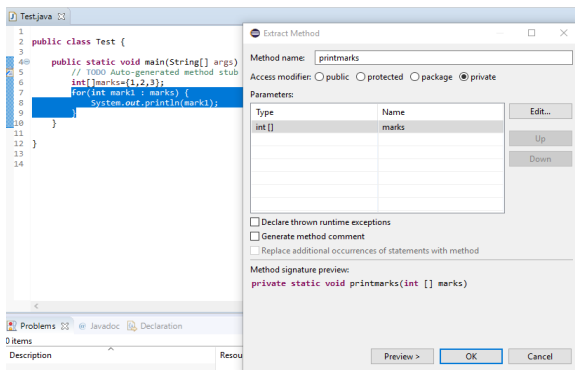 Test.java
1
2 public class Test {
3
4 public static void main(String[] args)
5 // TODO Auto-generated method stub
6 int[]marks={1,2,3};
7 for(int mark1 : marks) {
8 System.out.println(mark1);
9 }
10 }
11
12 }
13
14
Problems Javadoc Declaration
0 items
Description Resou
Extract Method
Method name: printmarks
Access modifier: public protected package private
Parameters:
Type Name
int [] marks
Edit...
Up
Down
Declare thrown runtime exceptions
Generate method comment
Replace additional occurrences of statements with method
Method signature preview:
private static void printmarks(int [] marks)
Preview > OK Cancel